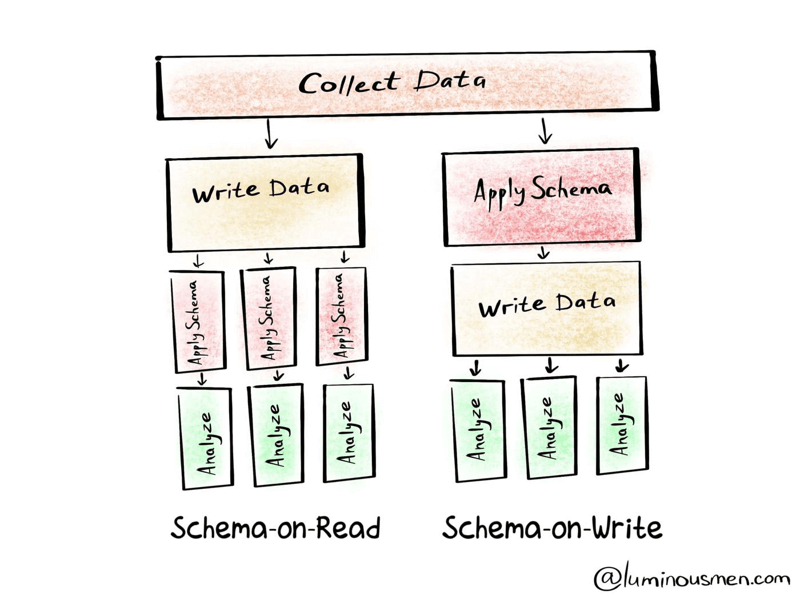 Collect Data
Write Data
Apply Schema
Apply Schema
Apply Schema
Apply Schema
Write Data
Analyze
Analyze
Analyze
Analyze
Analyze
Analyze
Schema-on-Read
Schema-on-Write
@luminousmen.com